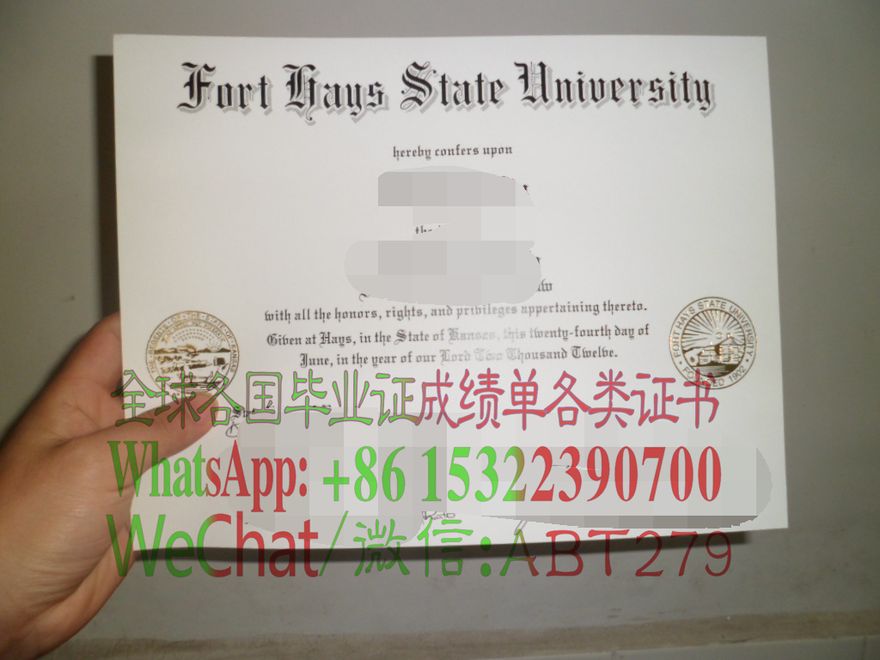 Fort Hays State University
hereby confers upon
with all the honors, rights, and privileges appertaining thereto.
Given at Hays, in the State of Kansas, this twenty-fourth day of
June, in the year of our Lord Two Thousand Twelve.
FORT HAYS STATE UNIVERSITY
FOUNDED 1902
全球各国毕业证成绩单各类证书
WhatsApp: +86 15322390700
WeChat/微信:ABT279